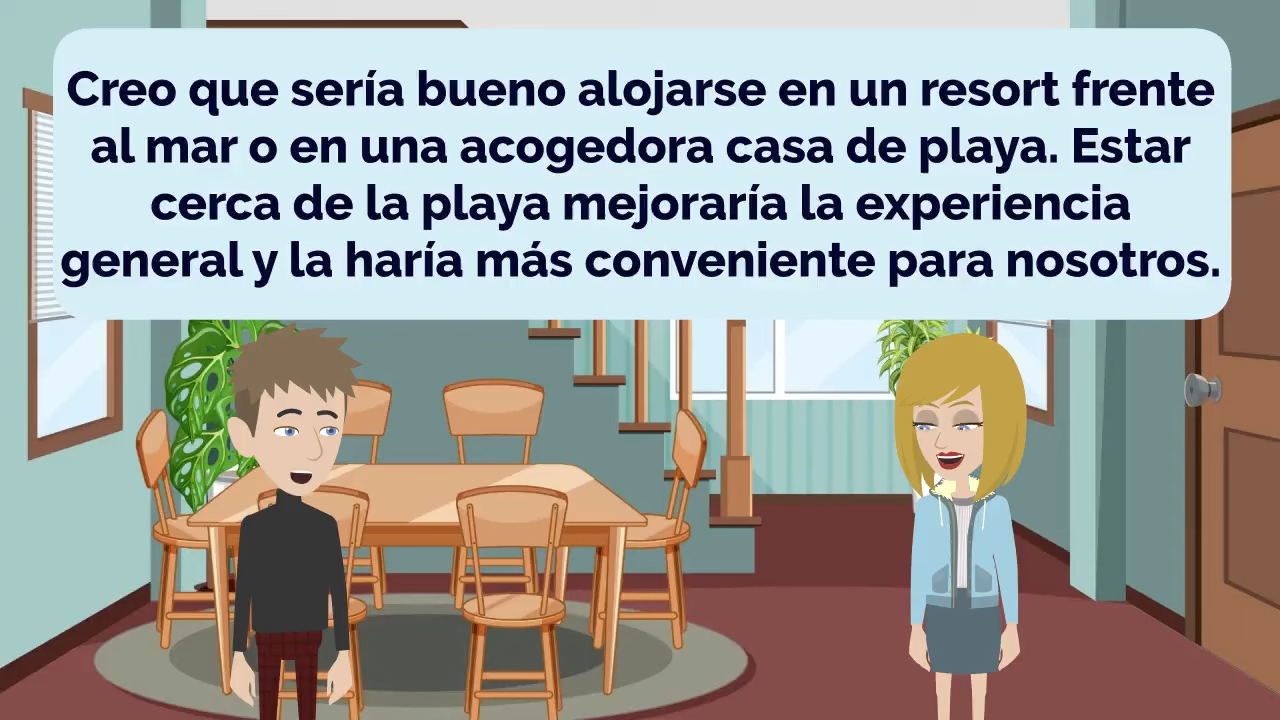 Creo que sería bueno alojarse en un resort frente
al mar o en una acogedora casa de playa. Estar
cerca de la playa mejoraría la experiencia
general y la haría más conveniente para nosotros.